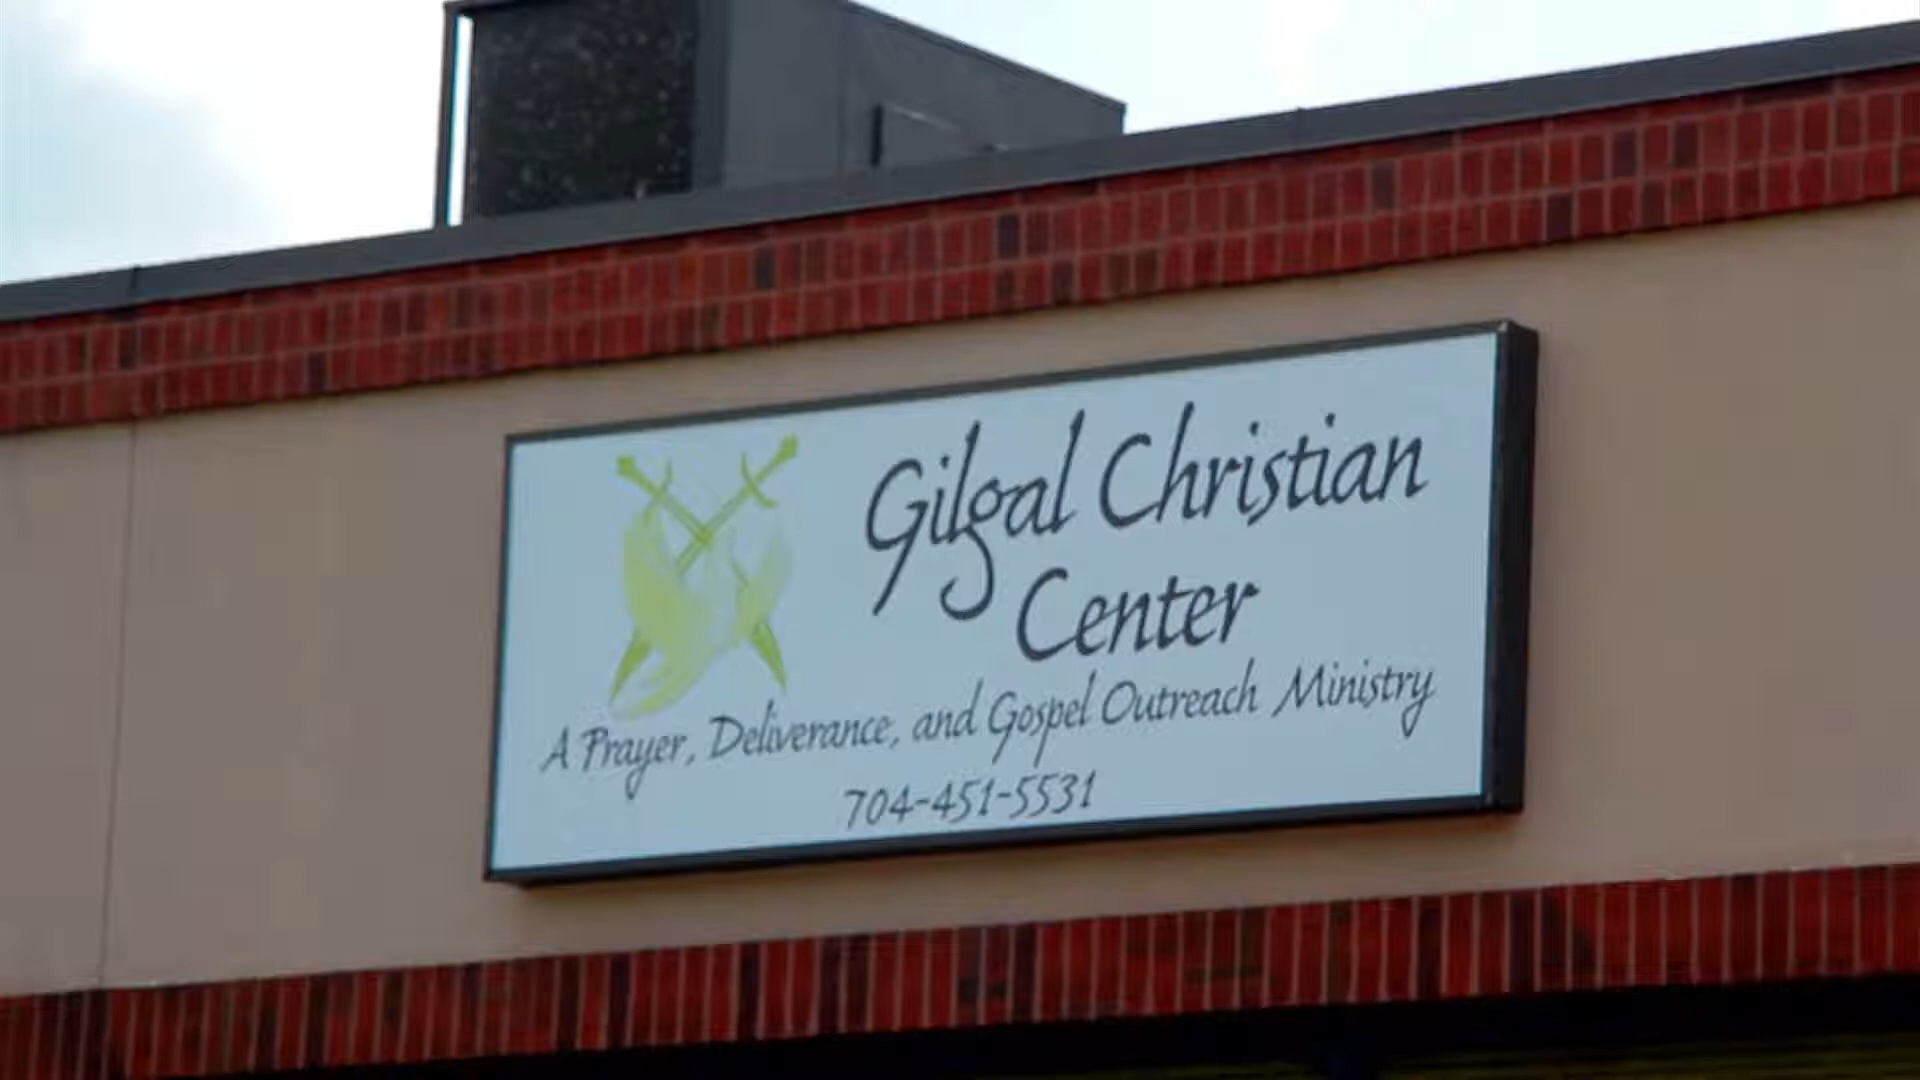 Gilgal Christian
Center
A Prayer, Deliverance, and Gospel Outreach Ministry
704-451-5531